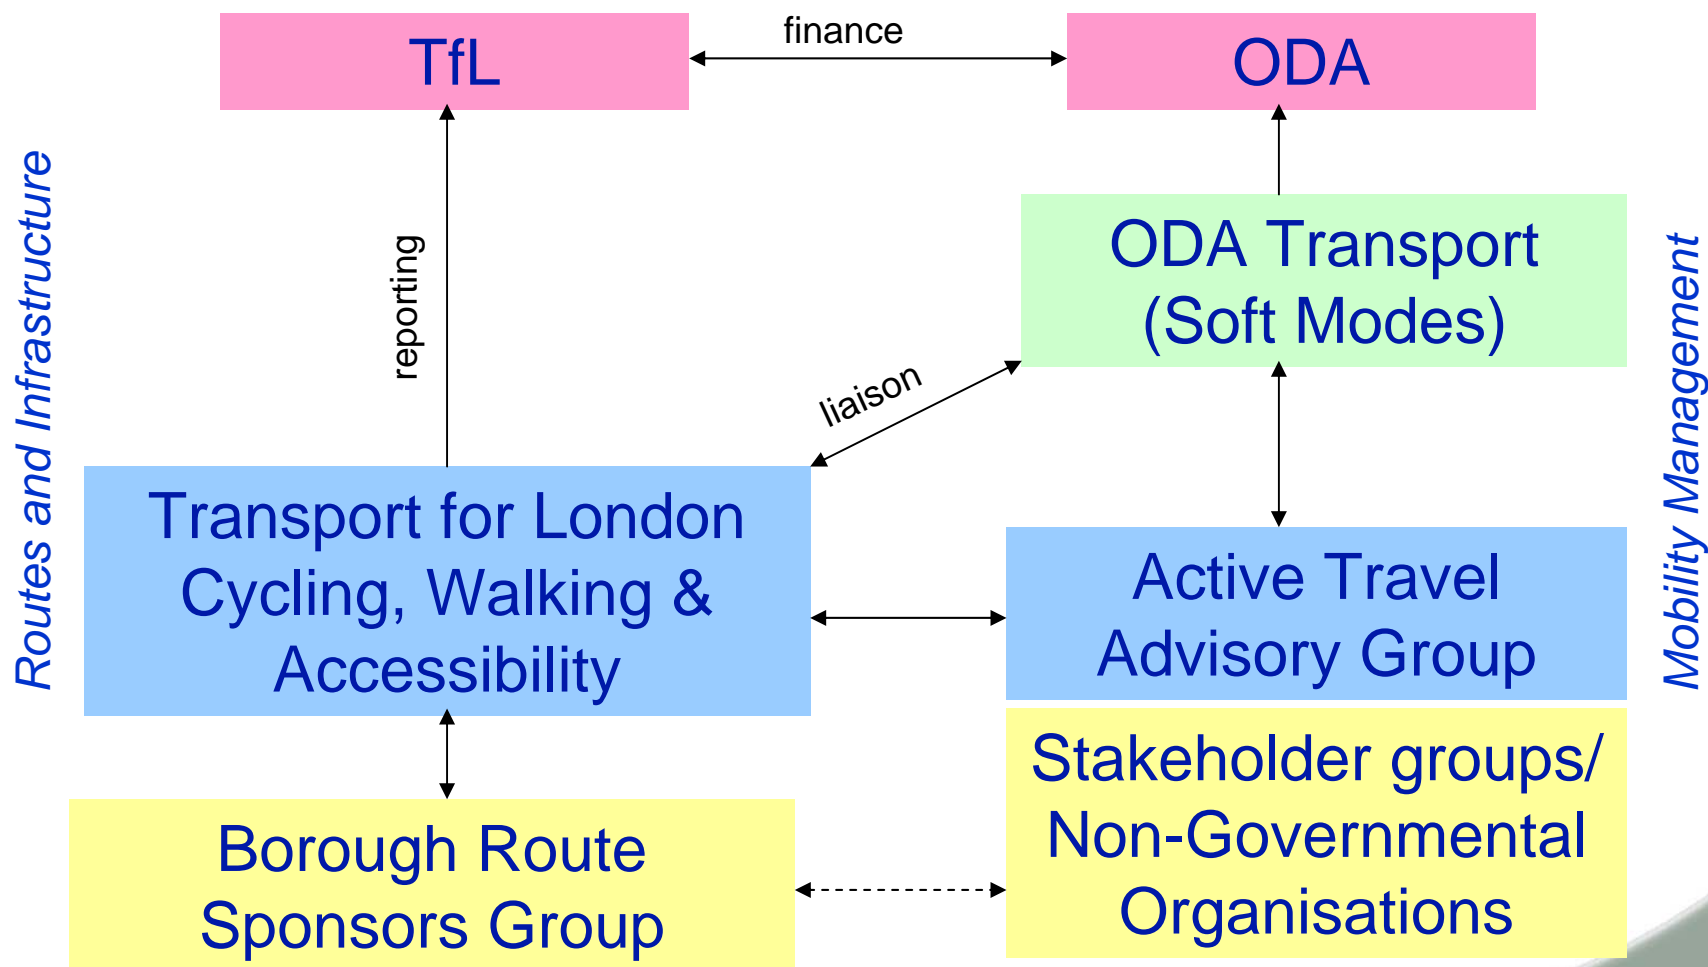 finance
TfL
ODA
Routes and Infrastructure
reporting
ODA Transport
(Soft Modes)
Mobility Management
liaison
Transport for London
Cycling, Walking &
Accessibility
Active Travel
Advisory Group
Stakeholder groups/
Non-Governmental
Organisations
Borough Route
Sponsors Group